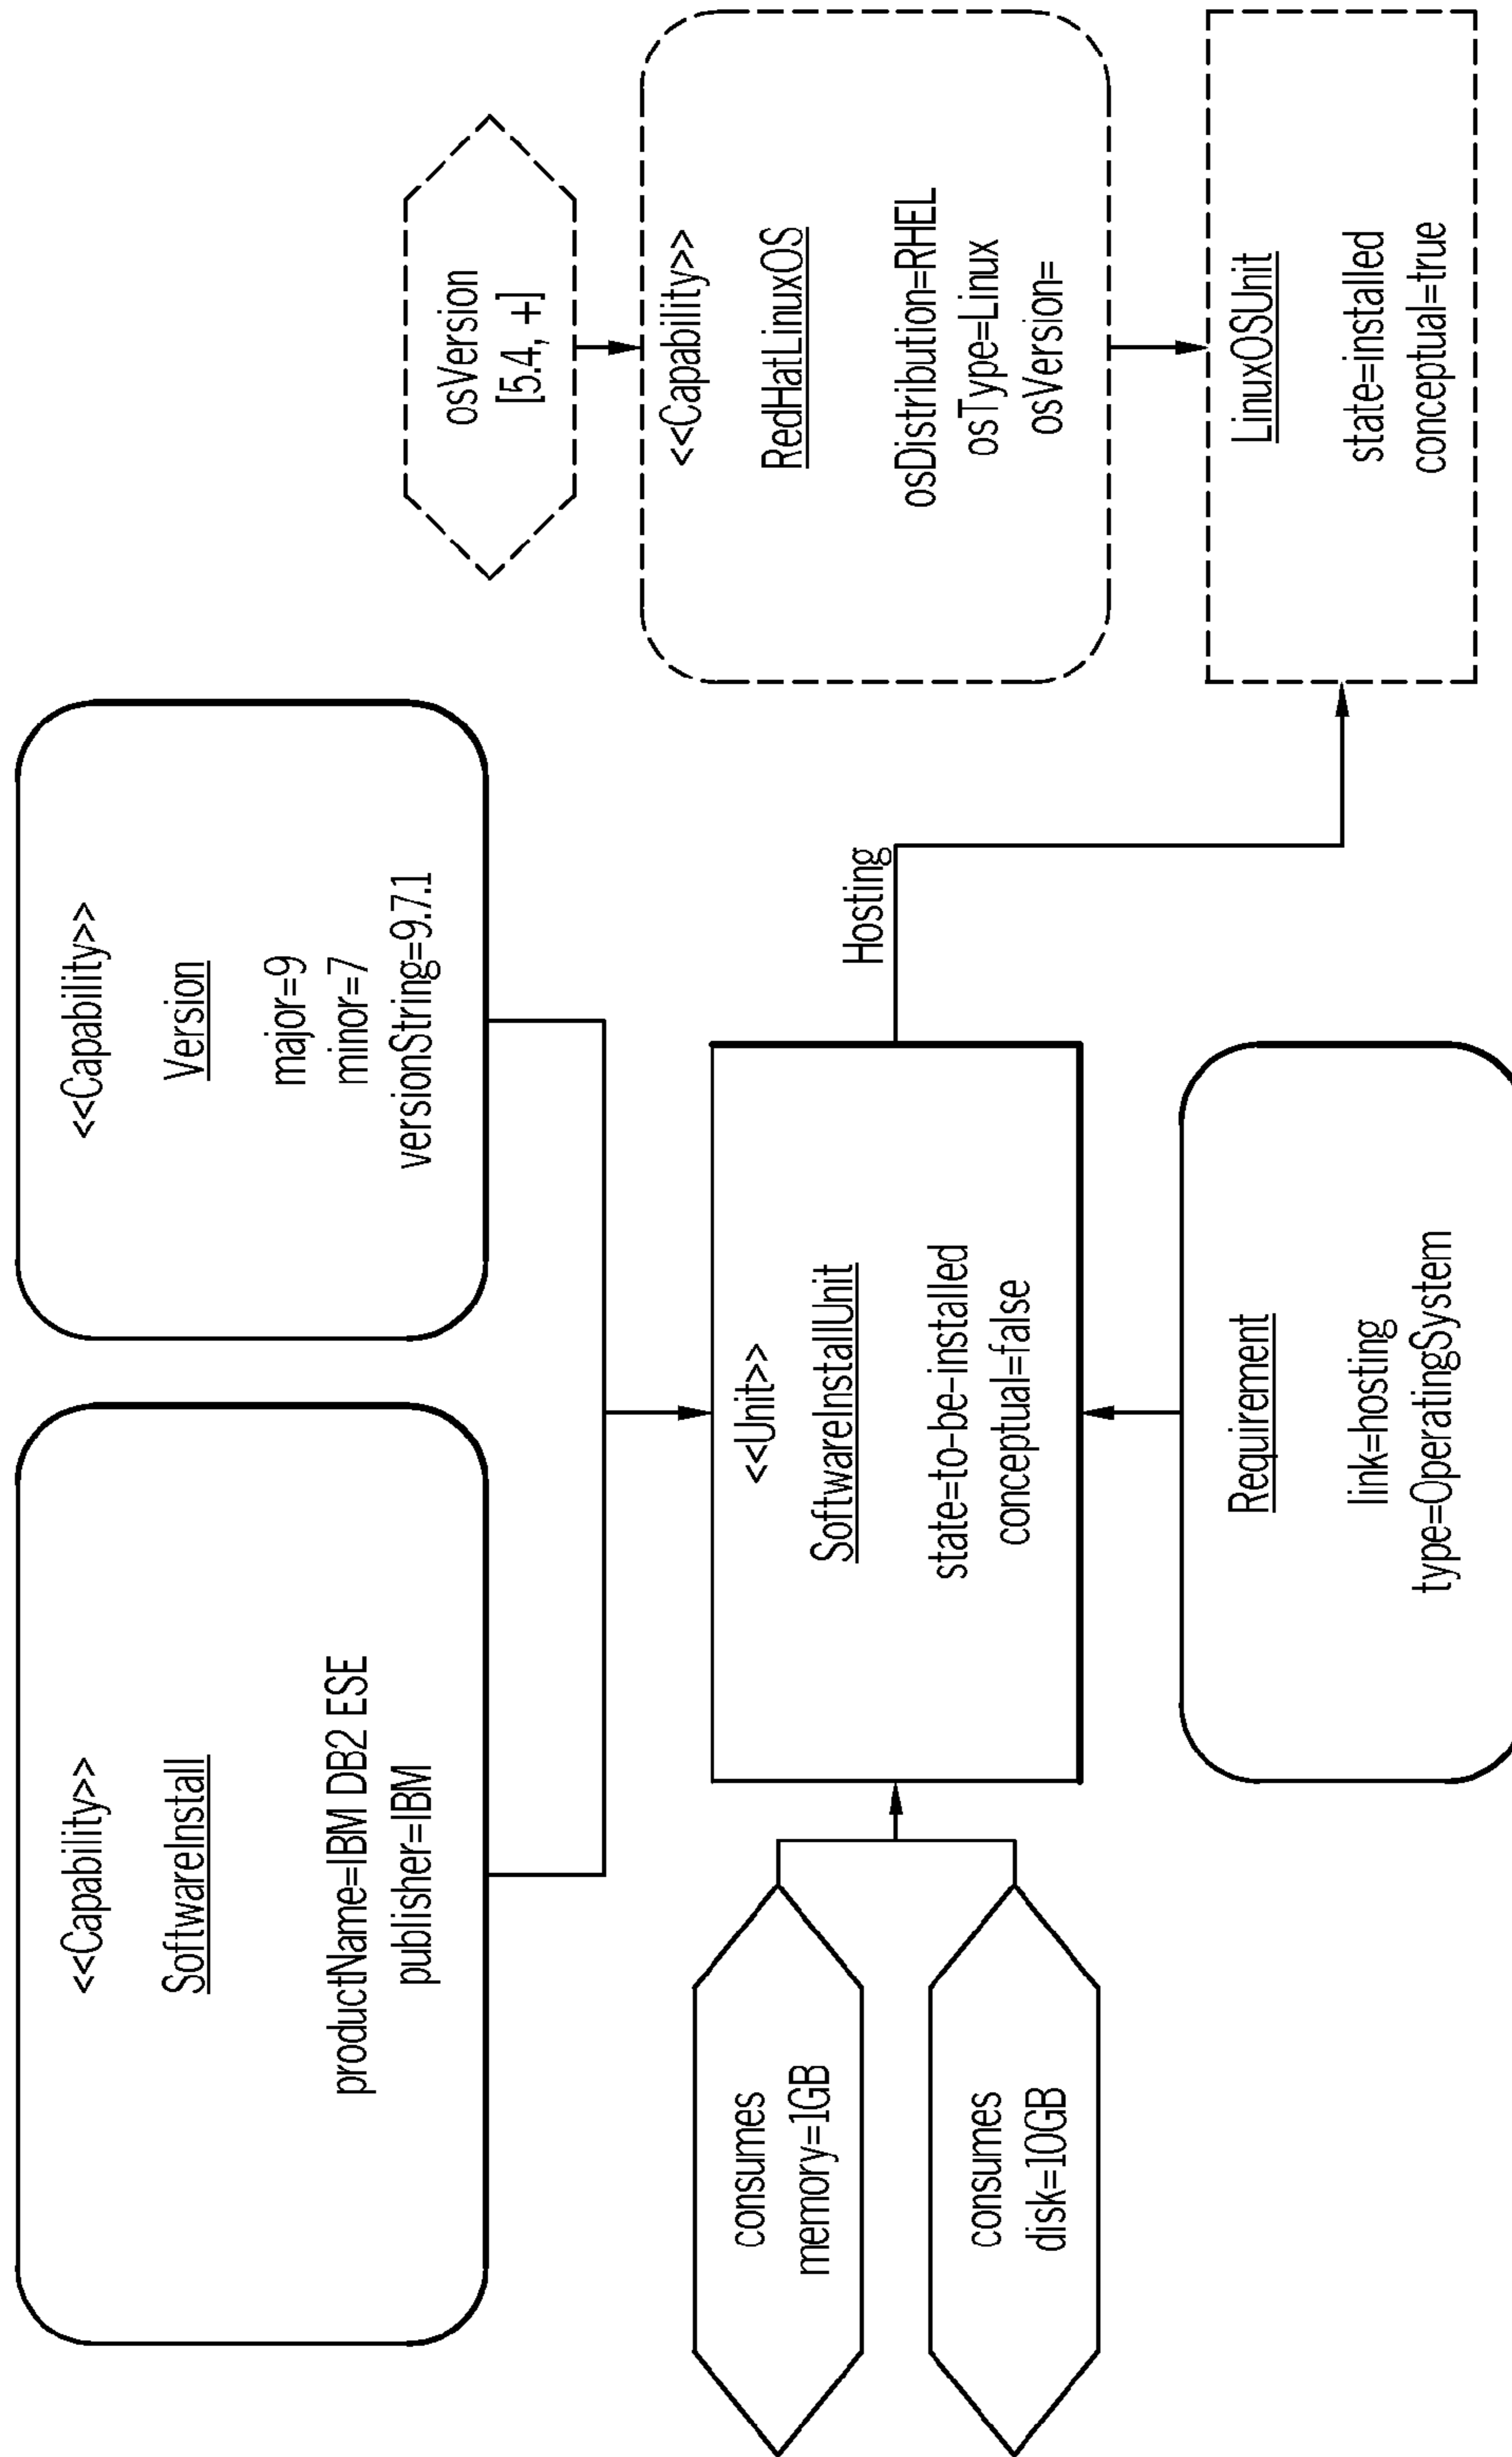 <<Capability>>
SoftwareInstall
productName=IBM DB2 ESE
publisher=IBM
<<Capability>>
Version
major=9
minor=7
versionString=9.7.1
osVersion
[5.4, +]
<<Capability>>
RedHatLinuxOS
osDistribution=RHEL
osType=Linux
osVersion=
consumes
memory=1GB
consumes
disk=10GB
<<Unit>>
SoftwareInstallUnit
state=to-be-installed
conceptual=false
Hosting
Requirement
link=hosting
type=OperatingSystem
LinuxOSUnit
state=installed
conceptual=true